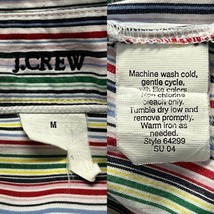 J.CREW
M
Machine wash cold,
gentle cycle,
with like colors
Non chlorine
bleach only.
Tumble dry low and
remove promptly.
Warm iron as
needed.
Style 64299
SU 04